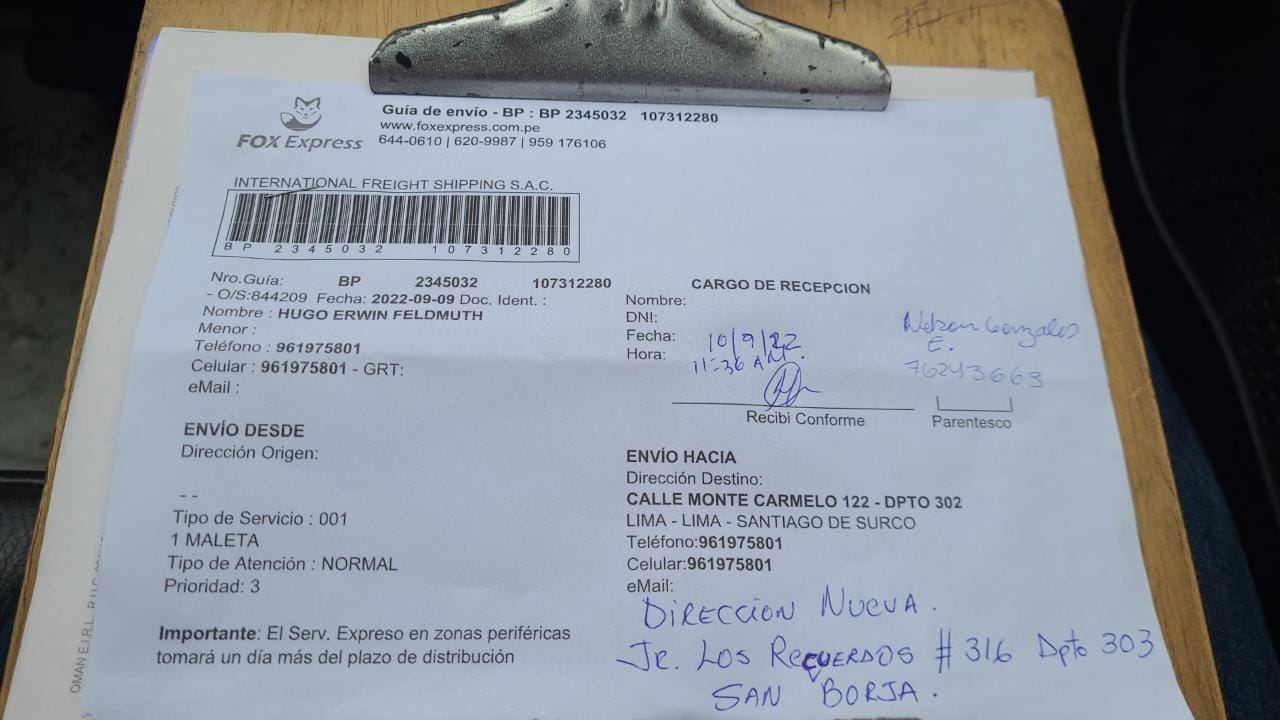 FOX Express
Guía de envío - BP : BP 2345032 107312280
www.foxexpress.com.pe
644-0610 | 620-9987 | 959 176106
INTERNATIONAL FREIGHT SHIPPING S.A.C.
BP 2345032 107312280
Nro.Guía: BP 2345032 107312280
- O/S:844209 Fecha: 2022-09-09 Doc. Ident. :
Nombre : HUGO ERWIN FELDMUTH
Menor :
Teléfono : 961975801
Celular : 961975801 - GRT:
eMail :
CARGO DE RECEPCION
Nombre:
DNI:
Fecha: 10/9/22
Hora: 11:36 A.M.
Nelson Gonzales
E.
76243663
Recibi Conforme
Parentesco
ENVÍO DESDE
Dirección Origen:
- -
Tipo de Servicio : 001
1 MALETA
Tipo de Atención : NORMAL
Prioridad: 3
Importante: El Serv. Expreso en zonas periféricas
tomará un día más del plazo de distribución
ENVÍO HACIA
Dirección Destino:
CALLE MONTE CARMELO 122 - DPTO 302
LIMA - LIMA - SANTIAGO DE SURCO
Teléfono:961975801
Celular:961975801
eMail:
DIRECCION NUEVA.
Jr. LOS RECUERDOS # 316 Dpto 303
SAN BORJA.
OMAN E.I.R.L.